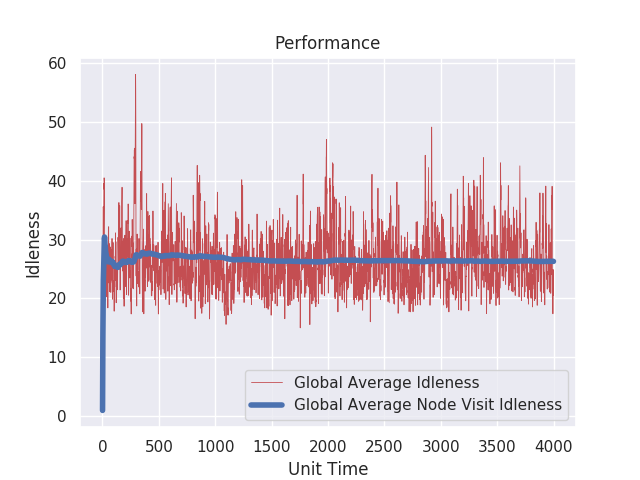 Performance
60
50
40
30
20
10
0
Idleness
Global Average Idleness
Global Average Node Visit Idleness
0 500 1000 1500 2000 2500 3000 3500 4000
Unit Time